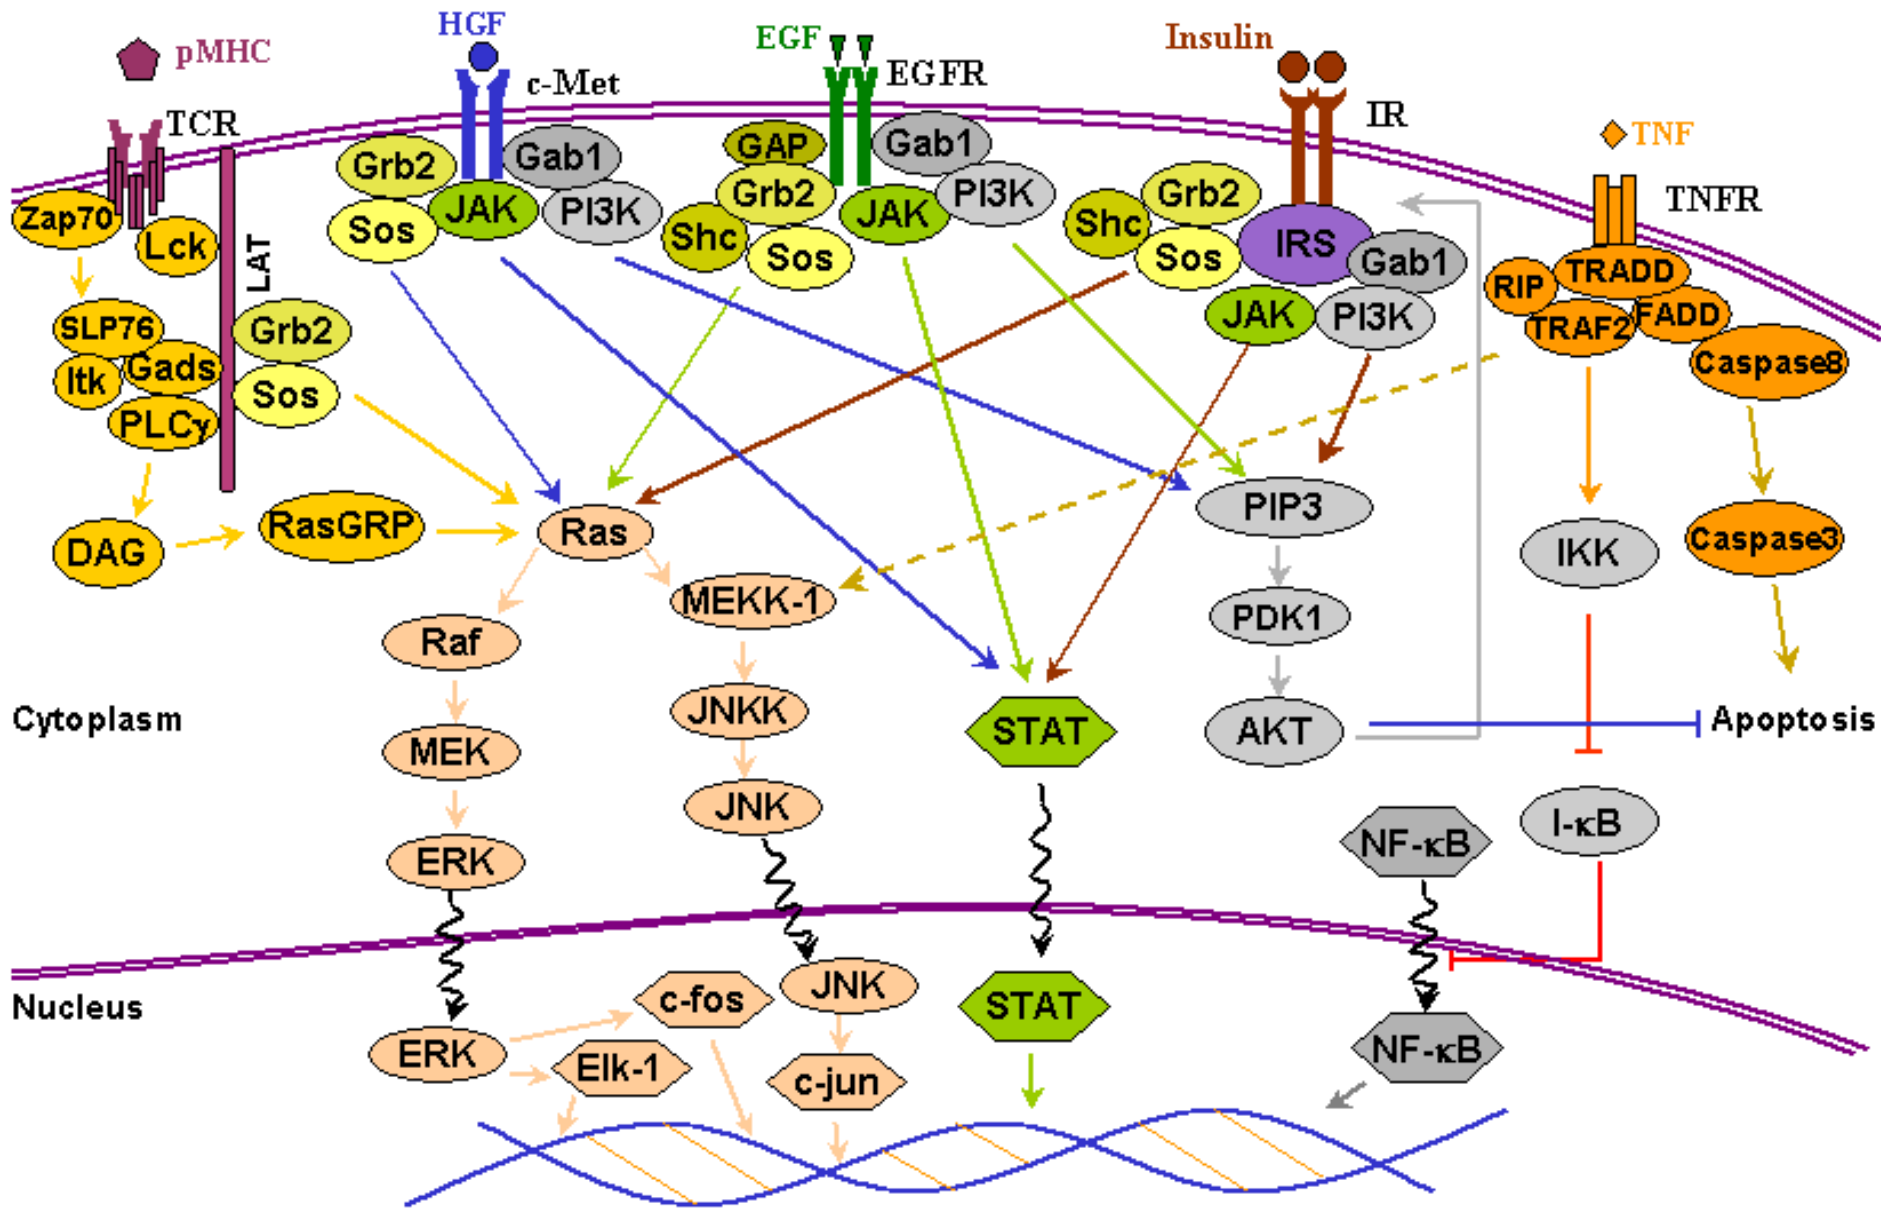 HGF
EGF
Insulin
pMHC
c-Met
EGFR
IR
TCR
TNF
Grb2
Gab1
GAP
Gab1
Zap70
Lck
LAT
Sos
JAK
PI3K
Shc
Grb2
Sos
JAK
PI3K
Shc
Grb2
Sos
IRS
Gab1
JAK
PI3K
TNFR
RIP
TRADD
TRAF2
FADD
Caspase8
SLP76
Grb2
Itk
Gads
Sos
PLCγ
DAG
RasGRP
Ras
PIP3
IKK
Caspase3
Raf
MEKK-1
PDK1
Cytoplasm
MEK
JNKK
STAT
AKT
Apoptosis
ERK
JNK
NF-κB
I-κB
Nucleus
c-fos
JNK
STAT
NF-κB
ERK
Elk-1
c-jun